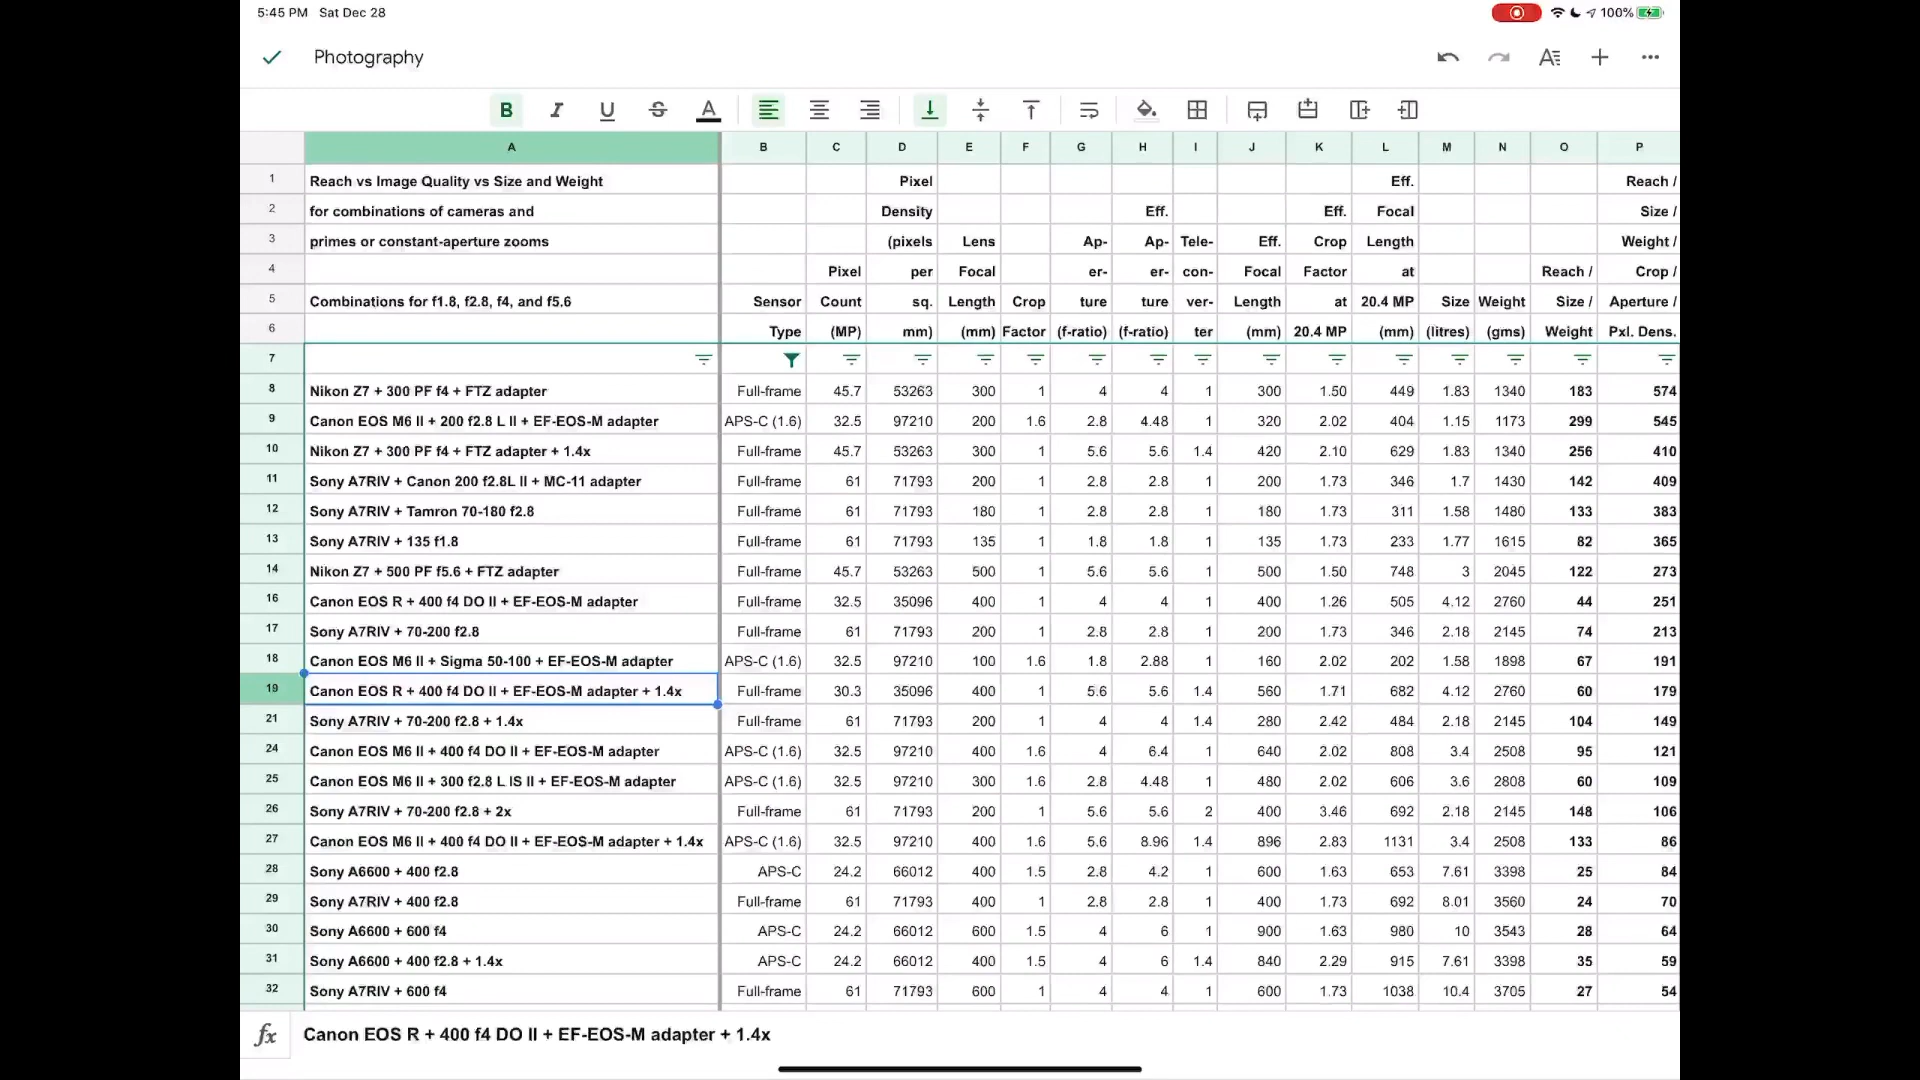 5:45 PM Sat Dec 28 100%
Photography
B I U S A
A B C D E F G H I J K L M N O P
1 Reach vs Image Quality vs Size and Weight Pixel Eff. Reach /
2 for combinations of cameras and Density Eff. Eff. Focal Size /
3 primes or constant-aperture zooms (pixels Lens Ap- Ap- Tele- Eff. Crop Length Weight /
4 Pixel per Focal er- er- con- Focal Factor at Reach / Crop /
5 Combinations for f1.8, f2.8, f4, and f5.6 Sensor Count sq. Length Crop ture ture ver- Length at 20.4 MP Size Weight Size / Aperture /
6 Type (MP) mm) (mm) Factor (f-ratio) (f-ratio) ter (mm) 20.4 MP (mm) (litres) (gms) Weight Pxl. Dens.
7
8 Nikon Z7 + 300 PF f4 + FTZ adapter Full-frame 45.7 53263 300 1 4 4 1 300 1.50 449 1.83 1340 183 574
9 Canon EOS M6 II + 200 f2.8 L II + EF-EOS-M adapter APS-C (1.6) 32.5 97210 200 1.6 2.8 4.48 1 320 2.02 404 1.15 1173 299 545
10 Nikon Z7 + 300 PF f4 + FTZ adapter + 1.4x Full-frame 45.7 53263 300 1 5.6 5.6 1.4 420 2.10 629 1.83 1340 256 410
11 Sony A7RIV + Canon 200 f2.8L II + MC-11 adapter Full-frame 61 71793 200 1 2.8 2.8 1 200 1.73 346 1.7 1430 142 409
12 Sony A7RIV + Tamron 70-180 f2.8 Full-frame 61 71793 180 1 2.8 2.8 1 180 1.73 311 1.58 1480 133 383
13 Sony A7RIV + 135 f1.8 Full-frame 61 71793 135 1 1.8 1.8 1 135 1.73 233 1.77 1615 82 365
14 Nikon Z7 + 500 PF f5.6 + FTZ adapter Full-frame 45.7 53263 500 1 5.6 5.6 1 500 1.50 748 3 2045 122 273
16 Canon EOS R + 400 f4 DO II + EF-EOS-M adapter Full-frame 32.5 35096 400 1 4 4 1 400 1.26 505 4.12 2760 44 251
17 Sony A7RIV + 70-200 f2.8 Full-frame 61 71793 200 1 2.8 2.8 1 200 1.73 346 2.18 2145 74 213
18 Canon EOS M6 II + Sigma 50-100 + EF-EOS-M adapter APS-C (1.6) 32.5 97210 100 1.6 1.8 2.88 1 160 2.02 202 1.58 1898 67 191
19 Canon EOS R + 400 f4 DO II + EF-EOS-M adapter + 1.4x Full-frame 30.3 35096 400 1 5.6 5.6 1.4 560 1.71 682 4.12 2760 60 179
21 Sony A7RIV + 70-200 f2.8 + 1.4x Full-frame 61 71793 200 1 4 4 1.4 280 2.42 484 2.18 2145 104 149
24 Canon EOS M6 II + 400 f4 DO II + EF-EOS-M adapter APS-C (1.6) 32.5 97210 400 1.6 4 6.4 1 640 2.02 808 3.4 2508 95 121
25 Canon EOS M6 II + 300 f2.8 L IS II + EF-EOS-M adapter APS-C (1.6) 32.5 97210 300 1.6 2.8 4.48 1 480 2.02 606 3.6 2808 60 109
26 Sony A7RIV + 70-200 f2.8 + 2x Full-frame 61 71793 200 1 5.6 5.6 2 400 3.46 692 2.18 2145 148 106
27 Canon EOS M6 II + 400 f4 DO II + EF-EOS-M adapter + 1.4x APS-C (1.6) 32.5 97210 400 1.6 5.6 8.96 1.4 896 2.83 1131 3.4 2508 133 86
28 Sony A6600 + 400 f2.8 APS-C 24.2 66012 400 1.5 2.8 4.2 1 600 1.63 653 7.61 3398 25 84
29 Sony A7RIV + 400 f2.8 Full-frame 61 71793 400 1 2.8 2.8 1 400 1.73 692 8.01 3560 24 70
30 Sony A6600 + 600 f4 APS-C 24.2 66012 600 1.5 4 6 1 900 1.63 980 10 3543 28 64
31 Sony A6600 + 400 f2.8 + 1.4x APS-C 24.2 66012 400 1.5 4 6 1.4 840 2.29 915 7.61 3398 35 59
32 Sony A7RIV + 600 f4 Full-frame 61 71793 600 1 4 4 1 600 1.73 1038 10.4 3705 27 54
fx Canon EOS R + 400 f4 DO II + EF-EOS-M adapter + 1.4x